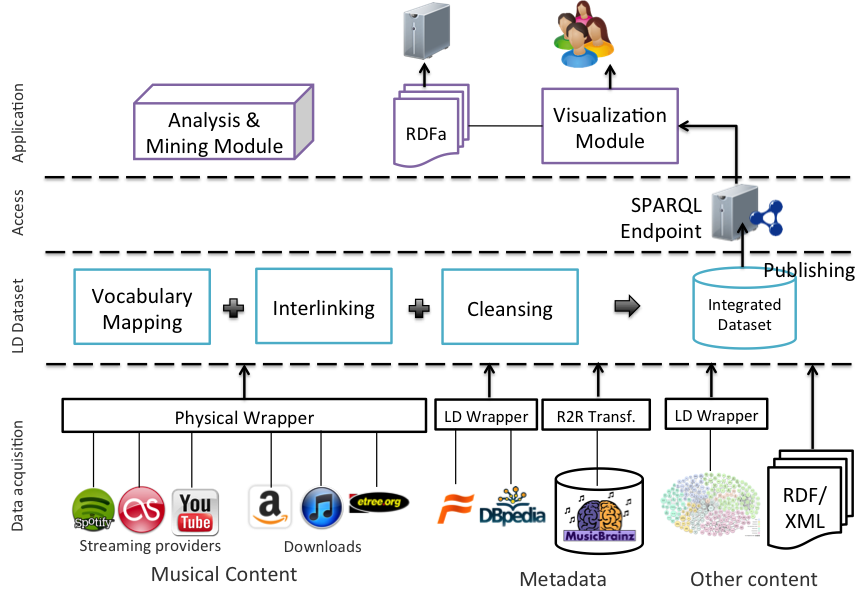 Application
Analysis &
Mining Module
RDFa
Visualization
Module
Access
SPARQL
Endpoint
Publishing
LD Dataset
Vocabulary
Mapping
Interlinking
Cleansing
Integrated
Dataset
Data acquisition
Physical Wrapper
LD Wrapper
R2R Transf.
LD Wrapper
Spotify
You
Tube
a
etree.org
DBpedia
MusicBrainz
RDF/
XML
Streaming providers
Downloads
Musical Content
Metadata
Other content